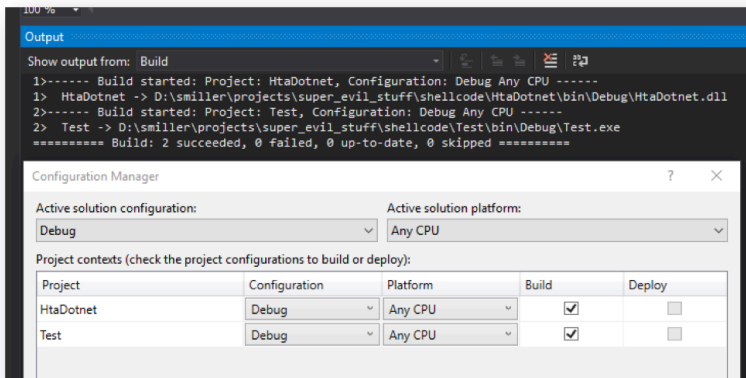 100 %
Output
Show output from: Build
1>------ Build started: Project: HtaDotnet, Configuration: Debug Any CPU ------
1>  HtaDotnet -> D:\smiller\projects\super_evil_stuff\shellcode\HtaDotnet\bin\Debug\HtaDotnet.dll
2>------ Build started: Project: Test, Configuration: Debug Any CPU ------
2>  Test -> D:\smiller\projects\super_evil_stuff\shellcode\Test\bin\Debug\Test.exe
========== Build: 2 succeeded, 0 failed, 0 up-to-date, 0 skipped ==========
Configuration Manager ?
Active solution configuration: Active solution platform:
Debug Any CPU
Project contexts (check the project configurations to build or deploy):
Project Configuration Platform Build Deploy
HtaDotnet Debug Any CPU
Test Debug Any CPU